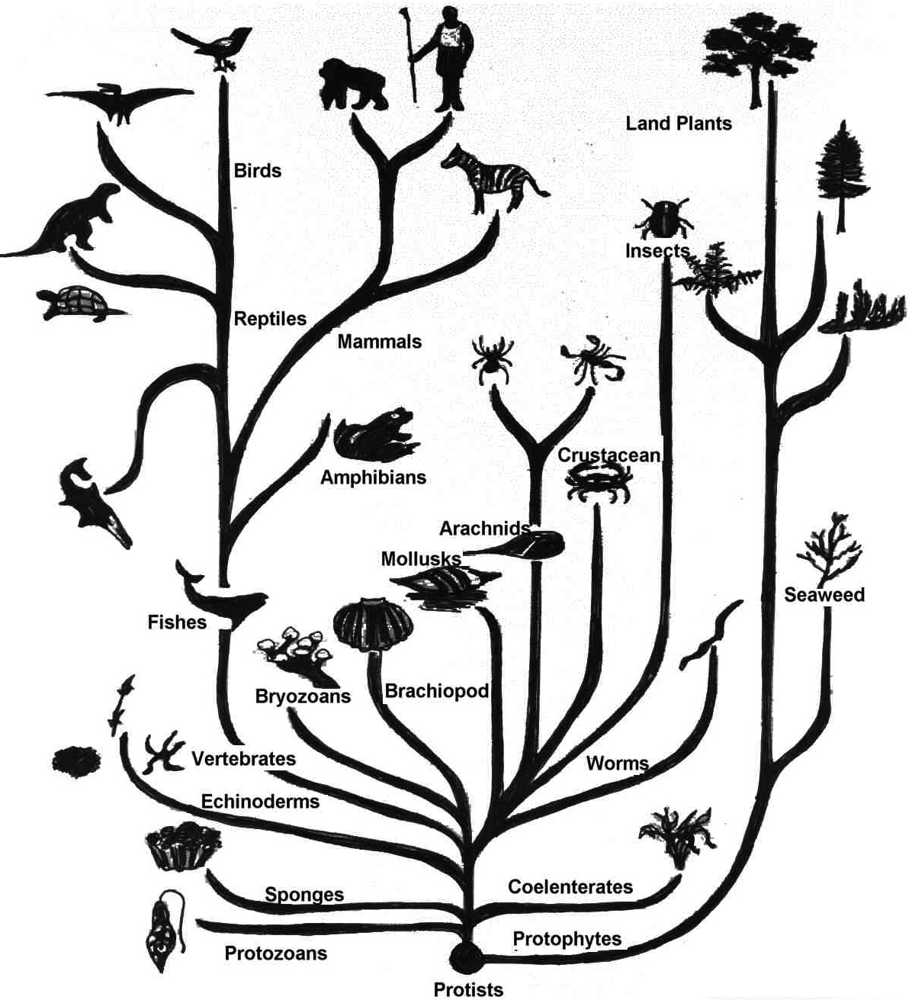 Land Plants
Birds
Insects
Reptiles
Mammals
Crustacean
Amphibians
Arachnids
Mollusks
Seaweed
Fishes
Brachiopod
Bryozoans
Vertebrates
Worms
Echinoderms
Coelenterates
Sponges
Protophytes
Protozoans
Protists